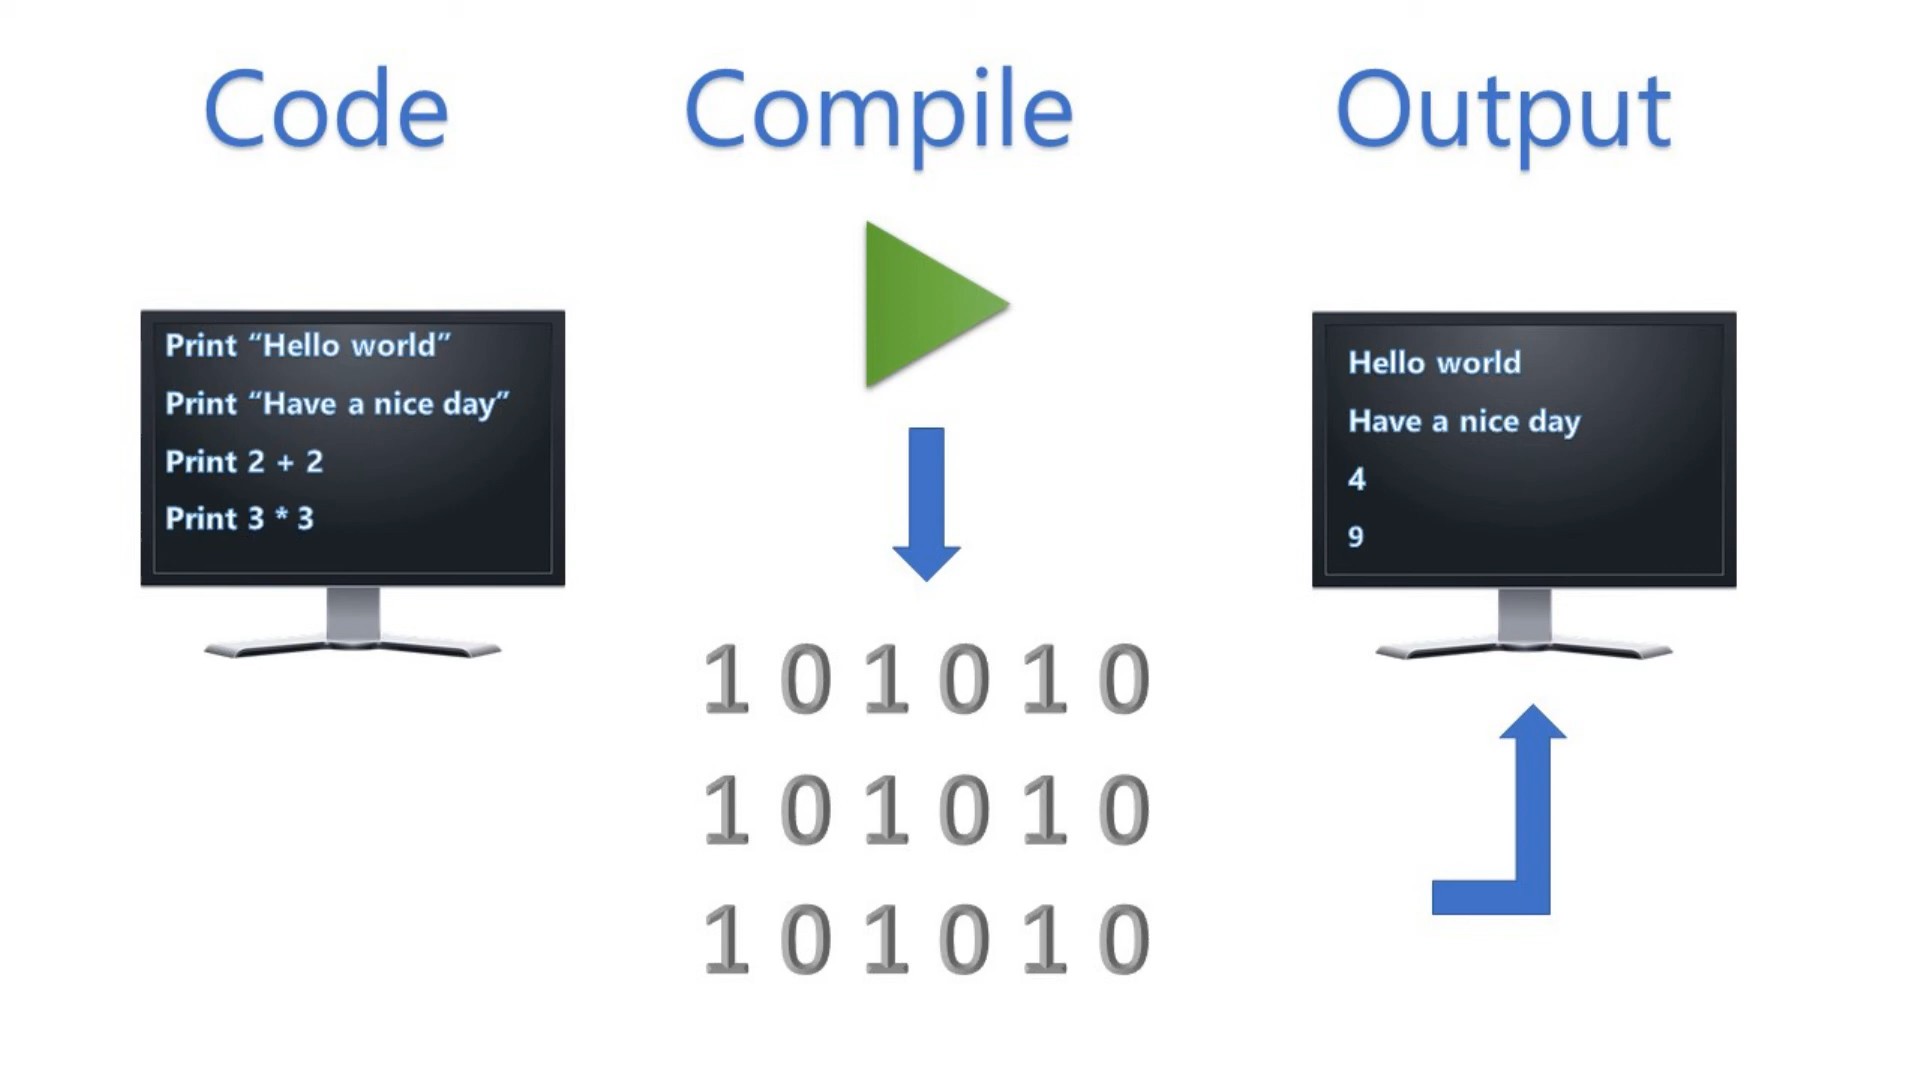 Code
Print “Hello world”
Print “Have a nice day”
Print 2 + 2
Print 3 * 3
Compile
1 0 1 0 1 0
1 0 1 0 1 0
1 0 1 0 1 0
Output
Hello world
Have a nice day
4
9